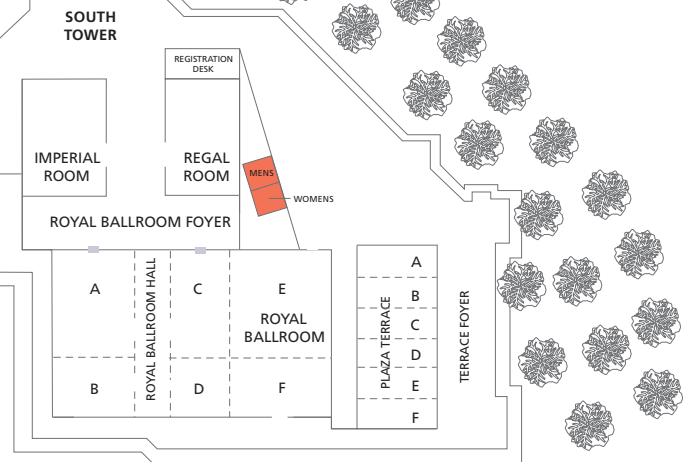 SOUTH
TOWER
REGISTRATION
DESK
IMPERIAL
ROOM
REGAL
ROOM
MENS
WOMENS
ROYAL BALLROOM FOYER
A
B
ROYAL BALLROOM HALL
C
D
E
ROYAL
BALLROOM
F
PLAZA TERRACE
A
B
C
D
E
F
TERRACE FOYER